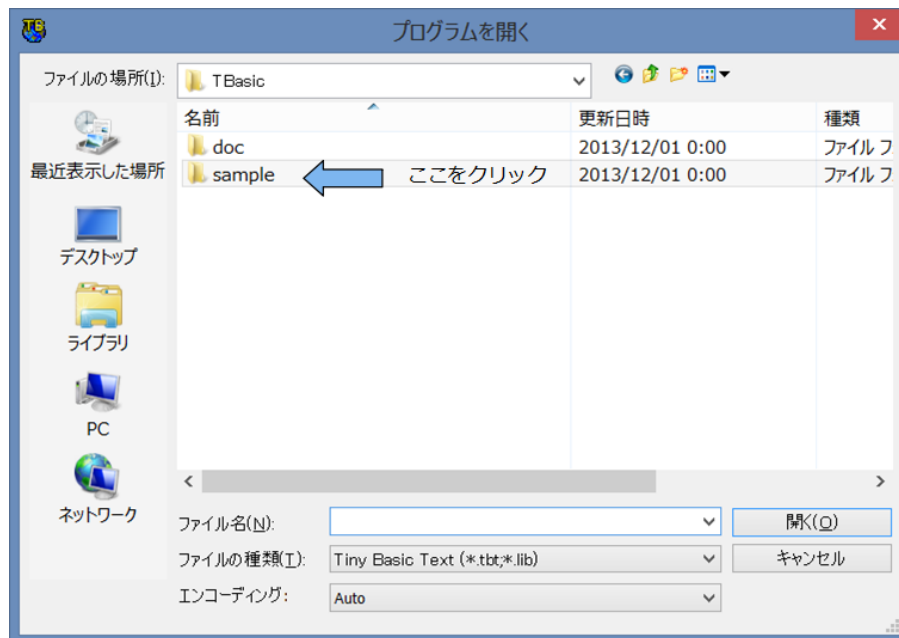 プログラムを開く
ファイルの場所(I): TBasic
名前 更新日時 種類
doc 2013/12/01 0:00 ファイル フ
sample ここをクリック 2013/12/01 0:00 ファイル フ
最近表示した場所
デスクトップ
ライブラリ
PC
ネットワーク
ファイル名(N): 開く(O)
ファイルの種類(T): Tiny Basic Text (*.tbt;*.lib) キャンセル
エンコーディング: Auto